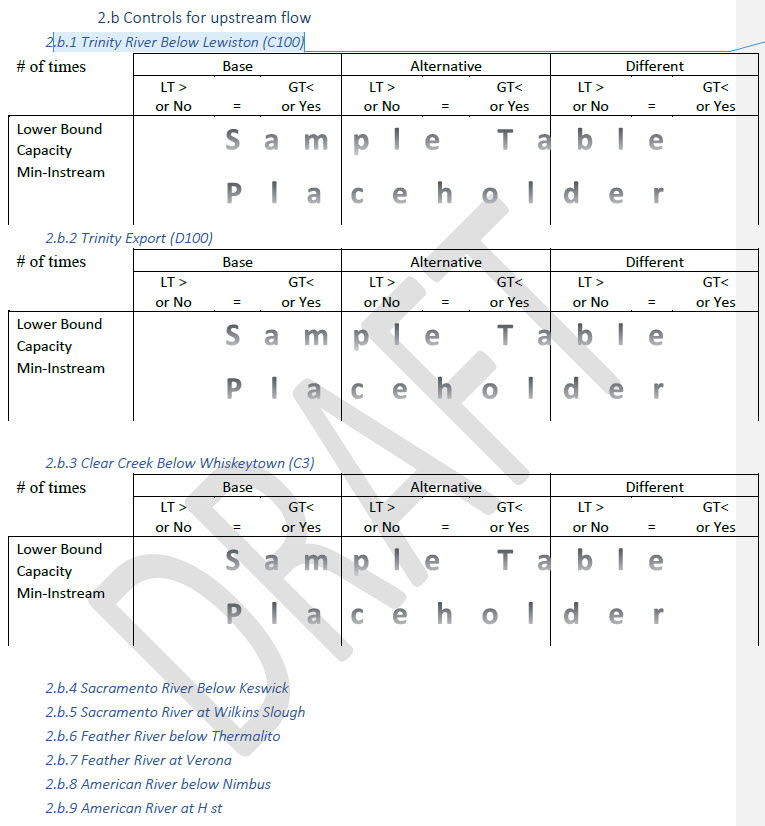 2.b Controls for upstream flow
2.b.1 Trinity River Below Lewiston (C100)
# of times Base Alternative Different
LT > GT< LT > GT< LT > GT<
or No = or Yes or No = or Yes or No = or Yes
Lower Bound
Capacity
Min-Instream
Sample Table
Placeholder
2.b.2 Trinity Export (D100)
# of times Base Alternative Different
LT > GT< LT > GT< LT > GT<
or No = or Yes or No = or Yes or No = or Yes
Lower Bound
Capacity
Min-Instream
Sample Table
Placeholder
2.b.3 Clear Creek Below Whiskeytown (C3)
# of times Base Alternative Different
LT > GT< LT > GT< LT > GT<
or No = or Yes or No = or Yes or No = or Yes
Lower Bound
Capacity
Min-Instream
Sample Table
Placeholder
DRAFT
2.b.4 Sacramento River Below Keswick
2.b.5 Sacramento River at Wilkins Slough
2.b.6 Feather River below Thermalito
2.b.7 Feather River at Verona
2.b.8 American River below Nimbus
2.b.9 American River at H st